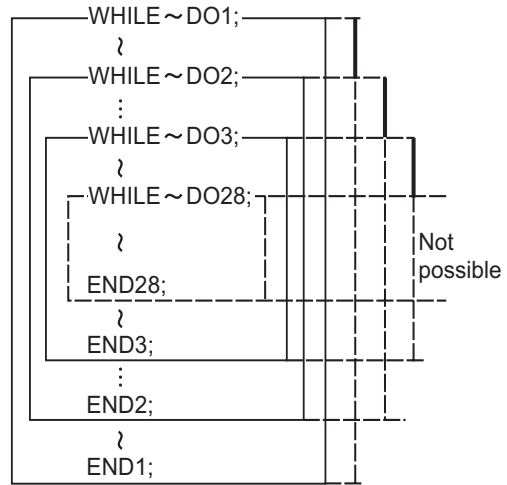 WHILE～DO1;
～
WHILE～DO2;
⋮
WHILE～DO3;
～
WHILE～DO28;
～
Not
possible
END28;
～
END3;
⋮
END2;
～
END1;